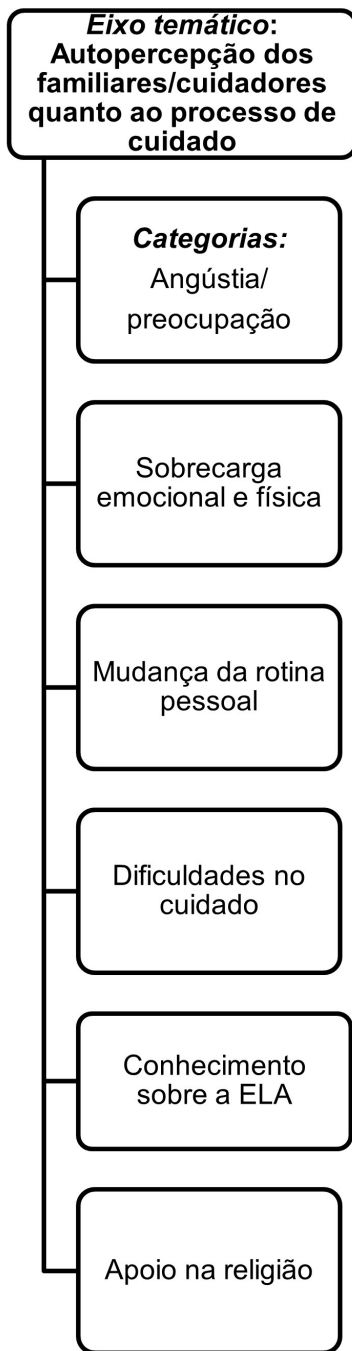 Eixo temático:
Autopercepção dos
familiares/cuidadores
quanto ao processo de
cuidado
Categorias:
Angústia/
preocupação
Sobrecarga
emocional e física
Mudança da rotina
pessoal
Dificuldades no
cuidado
Conhecimento
sobre a ELA
Apoio na religião